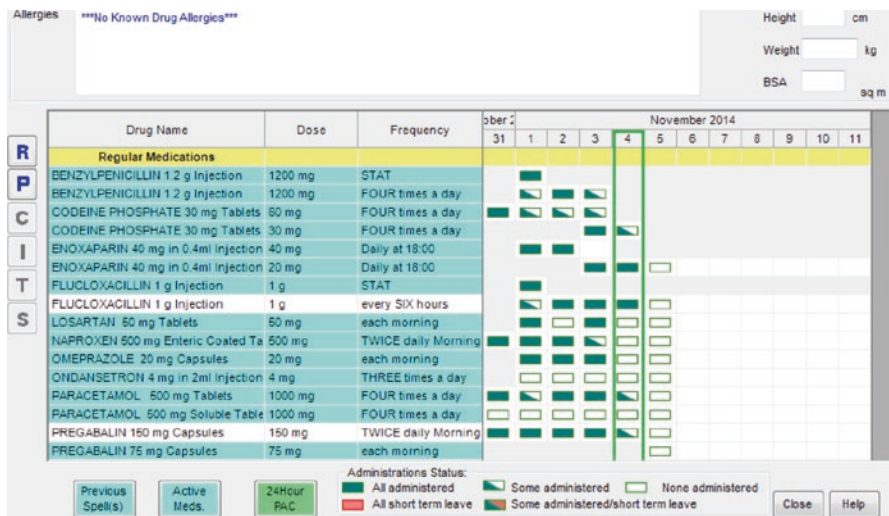 Allergies ***No Known Drug Allergies*** Height cm
Weight kg
BSA sq m
Drug Name Dose Frequency ober 2 November 2014
31 1 2 3 4 5 6 7 8 9 10 11
R
P
C
I
T
S
Regular Medications
BENZYLPENICILLIN 1.2 g Injection 1200 mg STAT
BENZYLPENICILLIN 1.2 g Injection 1200 mg FOUR times a day
CODEINE PHOSPHATE 30 mg Tablets 60 mg FOUR times a day
CODEINE PHOSPHATE 30 mg Tablets 30 mg FOUR times a day
ENOXAPARIN 40 mg in 0.4ml Injection 40 mg Daily at 18:00
ENOXAPARIN 40 mg in 0.4ml Injection 20 mg Daily at 18:00
FLUCLOXACILLIN 1 g Injection 1 g STAT
FLUCLOXACILLIN 1 g Injection 1 g every SIX hours
LOSARTAN 50 mg Tablets 50 mg each morning
NAPROXEN 500 mg Enteric Coated Ta 500 mg TWICE daily Morning
OMEPRAZOLE 20 mg Capsules 20 mg each morning
ONDANSETRON 4 mg in 2ml Injection 4 mg THREE times a day
PARACETAMOL 500 mg Tablets 1000 mg FOUR times a day
PARACETAMOL 500 mg Soluble Table 1000 mg FOUR times a day
PREGABALIN 150 mg Capsules 150 mg TWICE daily Morning
PREGABALIN 75 mg Capsules 75 mg each morning
Previous Spell(s)
Active Meds.
24Hour PAC
Administrations Status:
All administered Some administered None administered
All short term leave Some administered/short term leave
Close Help